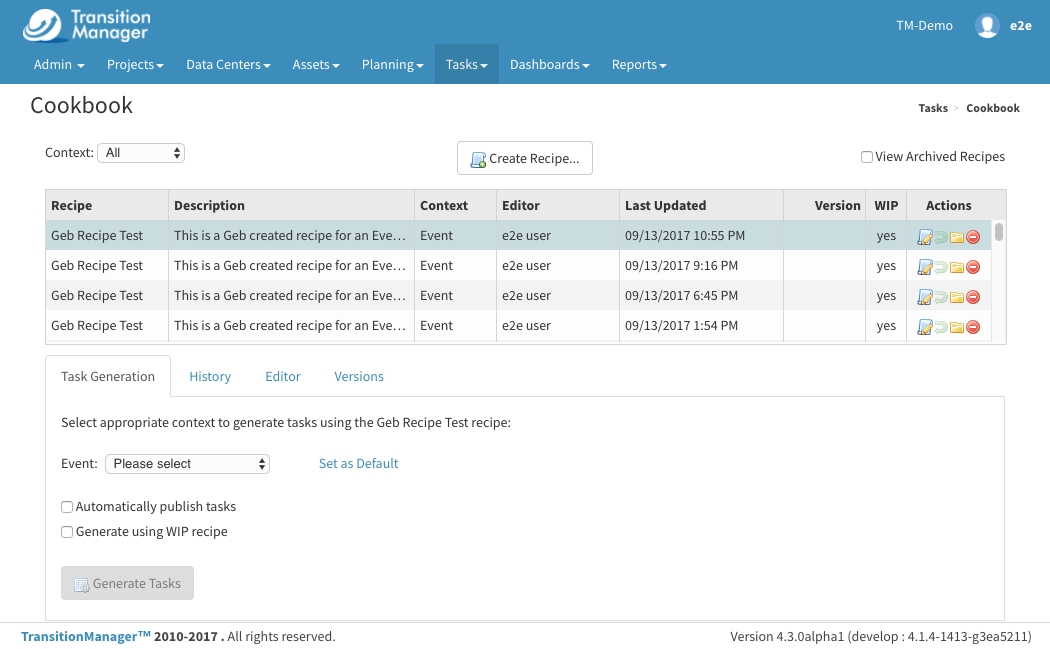 Transition
Manager
TM-Demo e2e
Admin Projects Data Centers Assets Planning Tasks Dashboards Reports
Cookbook
Tasks > Cookbook
Context: All Create Recipe... View Archived Recipes
Recipe Description Context Editor Last Updated Version WIP Actions
Geb Recipe Test This is a Geb created recipe for an Eve... Event e2e user 09/13/2017 10:55 PM yes
Geb Recipe Test This is a Geb created recipe for an Eve... Event e2e user 09/13/2017 9:16 PM yes
Geb Recipe Test This is a Geb created recipe for an Eve... Event e2e user 09/13/2017 6:45 PM yes
Geb Recipe Test This is a Geb created recipe for an Eve... Event e2e user 09/13/2017 1:54 PM yes
Task Generation History Editor Versions
Select appropriate context to generate tasks using the Geb Recipe Test recipe:
Event: Please select Set as Default
Automatically publish tasks
Generate using WIP recipe
Generate Tasks
TransitionManager™ 2010-2017 . All rights reserved. Version 4.3.0alpha1 (develop : 4.1.4-1413-g3ea5211)